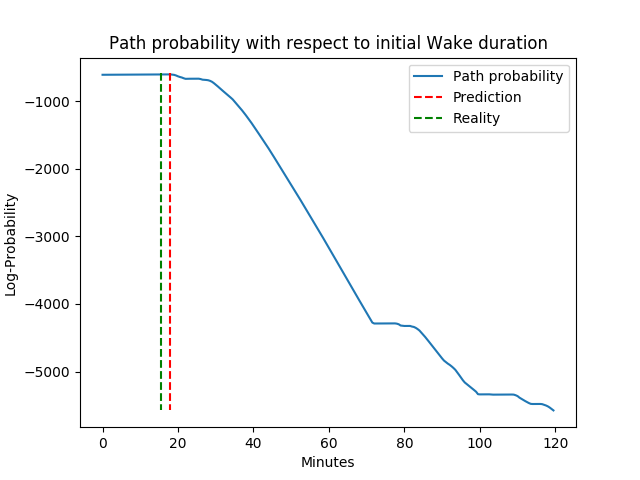 Path probability with respect to initial Wake duration
Path probability
Prediction
Reality
−1000
−2000
−3000
−4000
−5000
Log-Probability
0 20 40 60 80 100 120
Minutes